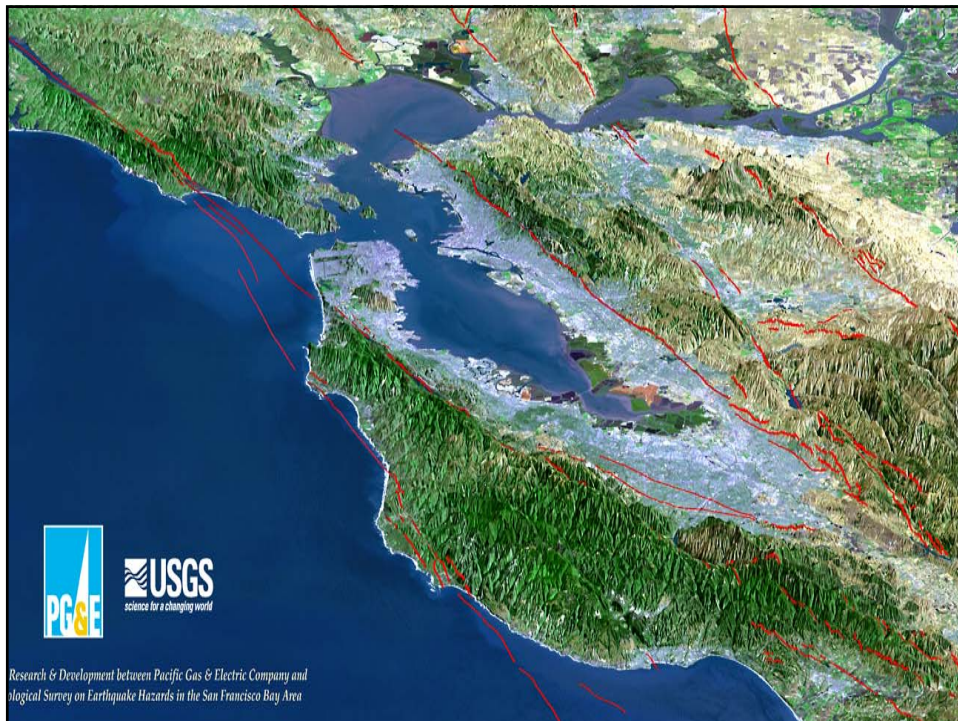 PG&E
USGS
science for a changing world
Research & Development between Pacific Gas & Electric Company and
ological Survey on Earthquake Hazards in the San Francisco Bay Area